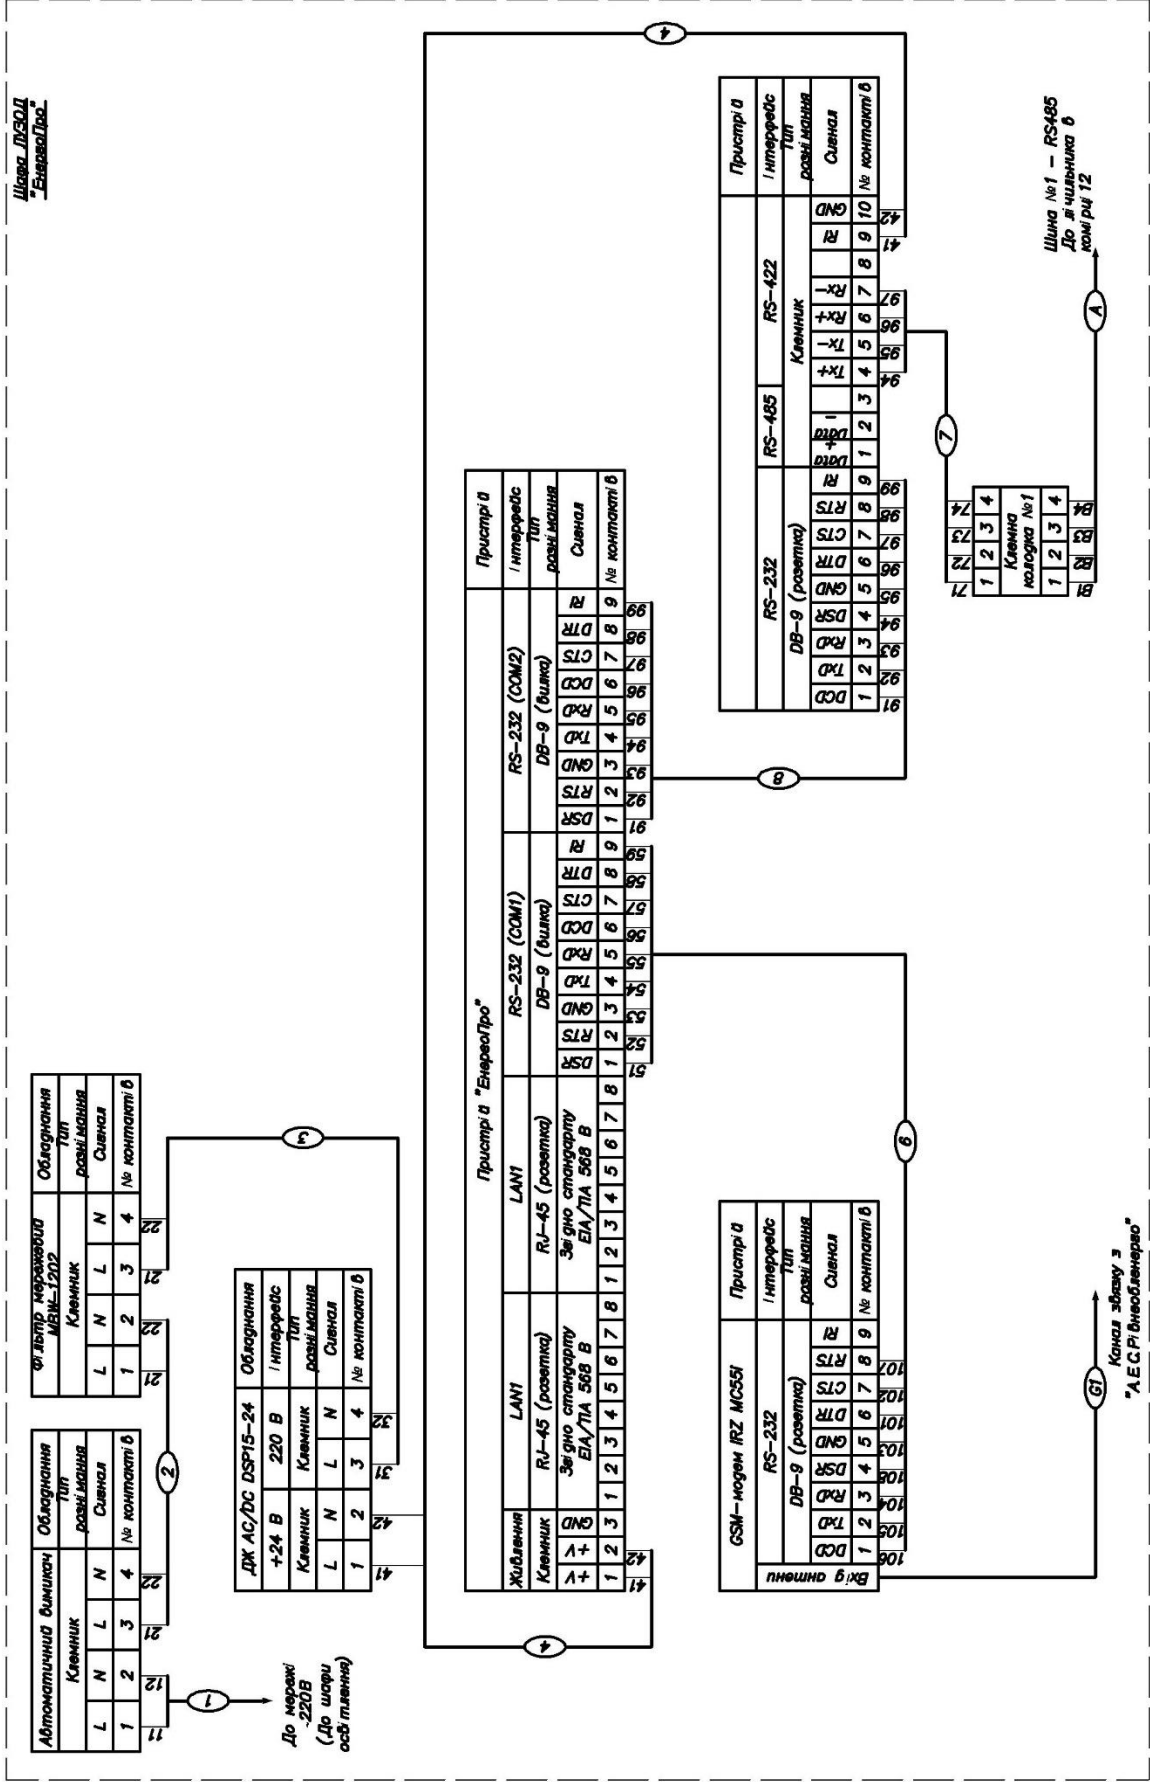 Шафа ЛУЗОД
"ЕнергоПро"
Автоматичний вимикач Обладнання
Клемник Тип рознімання
L N L N Сигнал
1 2 3 4 № контактів
11 12 21 22
1
До мережі
~220В
(До шафи
освітлення)
2
Фільтр мережевий
MRW-1202
Обладнання
Клемник Тип рознімання
L N L N Сигнал
1 2 3 4 № контактів
21 22 21 22
3
ДЖ AC/DC DSP15-24 Обладнання
+24 В 220 В Інтерфейс
Клемник Клемник Тип рознімання
L N L N Сигнал
1 2 3 4 № контактів
41 42 31 32
4
4
Пристрій "ЕнергоПро" Пристрій
Живлення LAN1 LAN1 RS-232 (COM1) RS-232 (COM2) Інтерфейс
Клемник RJ-45 (розетка) RJ-45 (розетка) DB-9 (вилка) DB-9 (вилка) Тип рознімання
+V +V GND Згідно стандарту EIA/TIA 568 В Згідно стандарту EIA/TIA 568 В DSR RTS GND TxD RxD DCD CTS DTR RI DSR RTS GND TxD RxD DCD CTS DTR RI Сигнал
1 2 3 1 2 3 4 5 6 7 8 1 2 3 4 5 6 7 8 1 2 3 4 5 6 7 8 9 1 2 3 4 5 6 7 8 9 № контактів
41 42 51 52 53 54 55 56 57 58 59 91 92 93 94 95 96 97 98 99
6
8
Вхід антени
GSM-модем IRZ MC55i Пристрій
RS-232 Інтерфейс
DB-9 (розетка) Тип рознімання
DCD TxD RxD DSR GND DTR CTS RTS RI Сигнал
1 2 3 4 5 6 7 8 9 № контактів
106 105 104 108 103 101 102 107
G1
Канал звязку з
"А.Е.С.Рівнеобленерго"
Пристрій
RS-232 RS-485 RS-422 Інтерфейс
DB-9 (розетка) Клемник Тип рознімання
DCD TxD RxD DSR GND DTR CTS RTS RI Data + Data - Tx+ Tx- Rx+ Rx- RI GND Сигнал
1 2 3 4 5 6 7 8 9 1 2 3 4 5 6 7 8 9 10 № контактів
91 92 93 94 95 96 97 98 99 94 95 96 97 41 42
7
71 72 73 74
1 2 3 4
Клемна
колодка №1
1 2 3 4
B1 B2 B3 B4
A
Шина №1 - RS485
До лічильника в
комірці 12